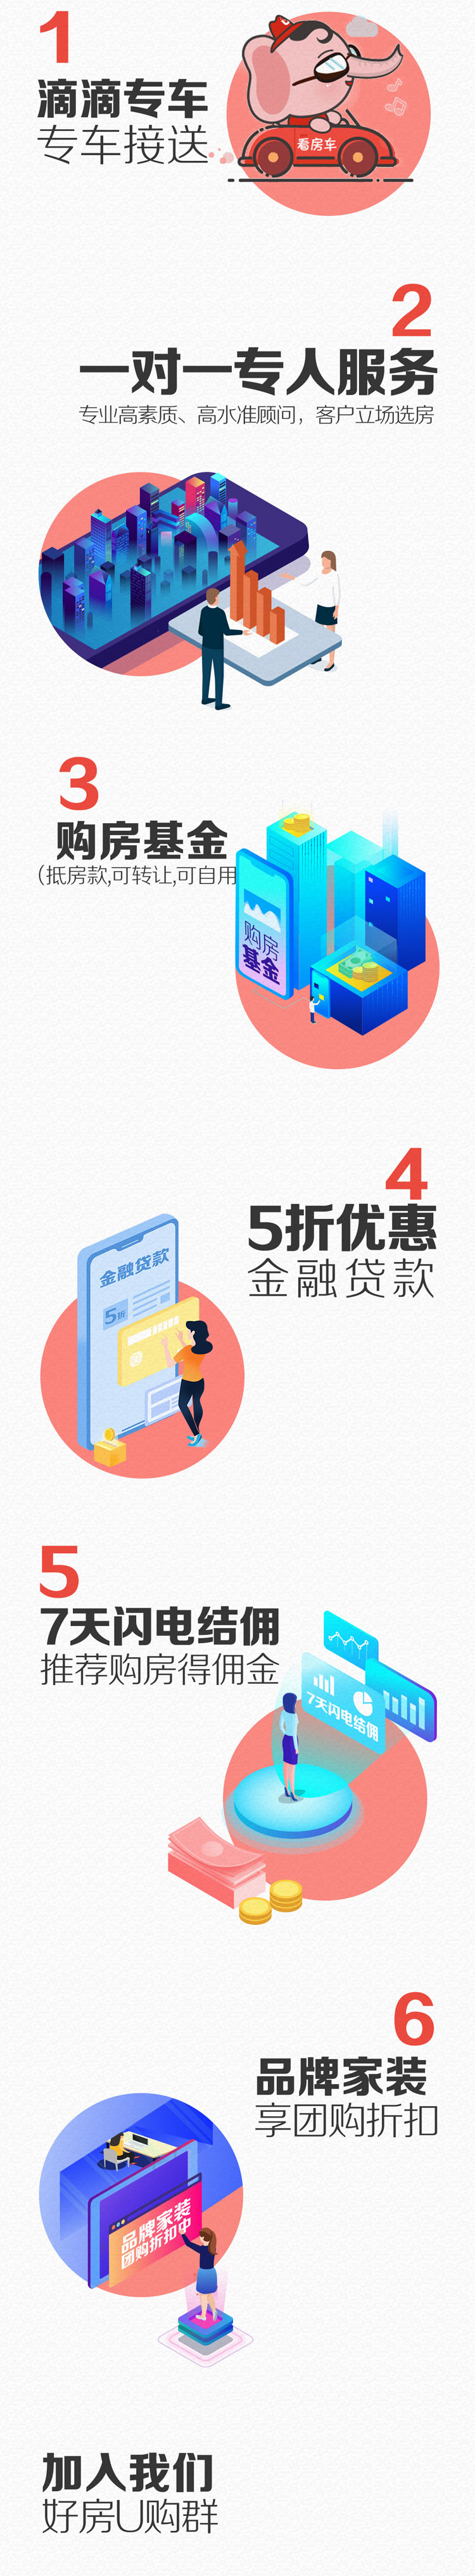 1
滴滴专车
专车接送
看房车
2
一对一专人服务
专业高素质、高水准顾问，客户立场选房
3
购房基金
（抵房款,可转让,可自用
购房
基金
4
5折优惠
金融贷款
金融贷款
5折
5
7天闪电结佣
推荐购房得佣金
7天闪电结佣
6
品牌家装
享团购折扣
品牌家装
团购折扣中
加入我们
好房U购群